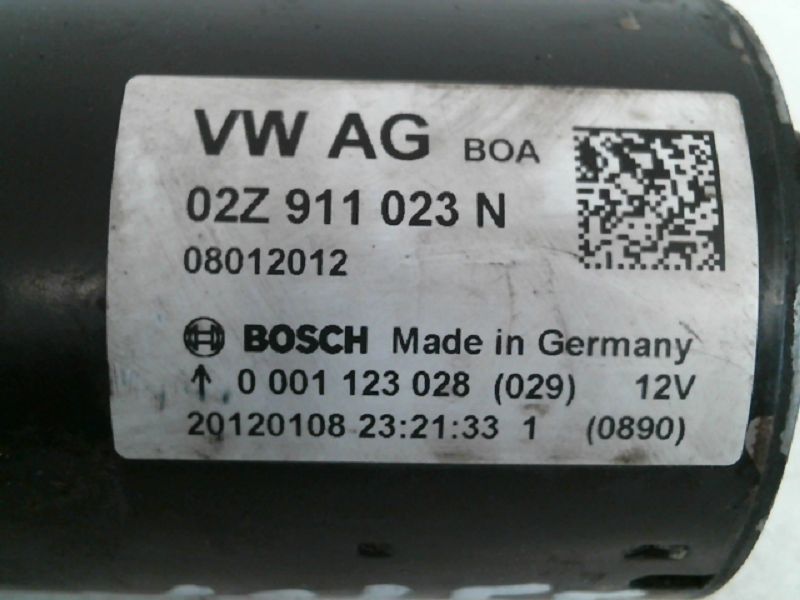 VW AG BOA
02Z 911 023 N
08012012
BOSCH Made in Germany
↑ 0 001 123 028 (029) 12V
20120108 23:21:33 1 (0890)